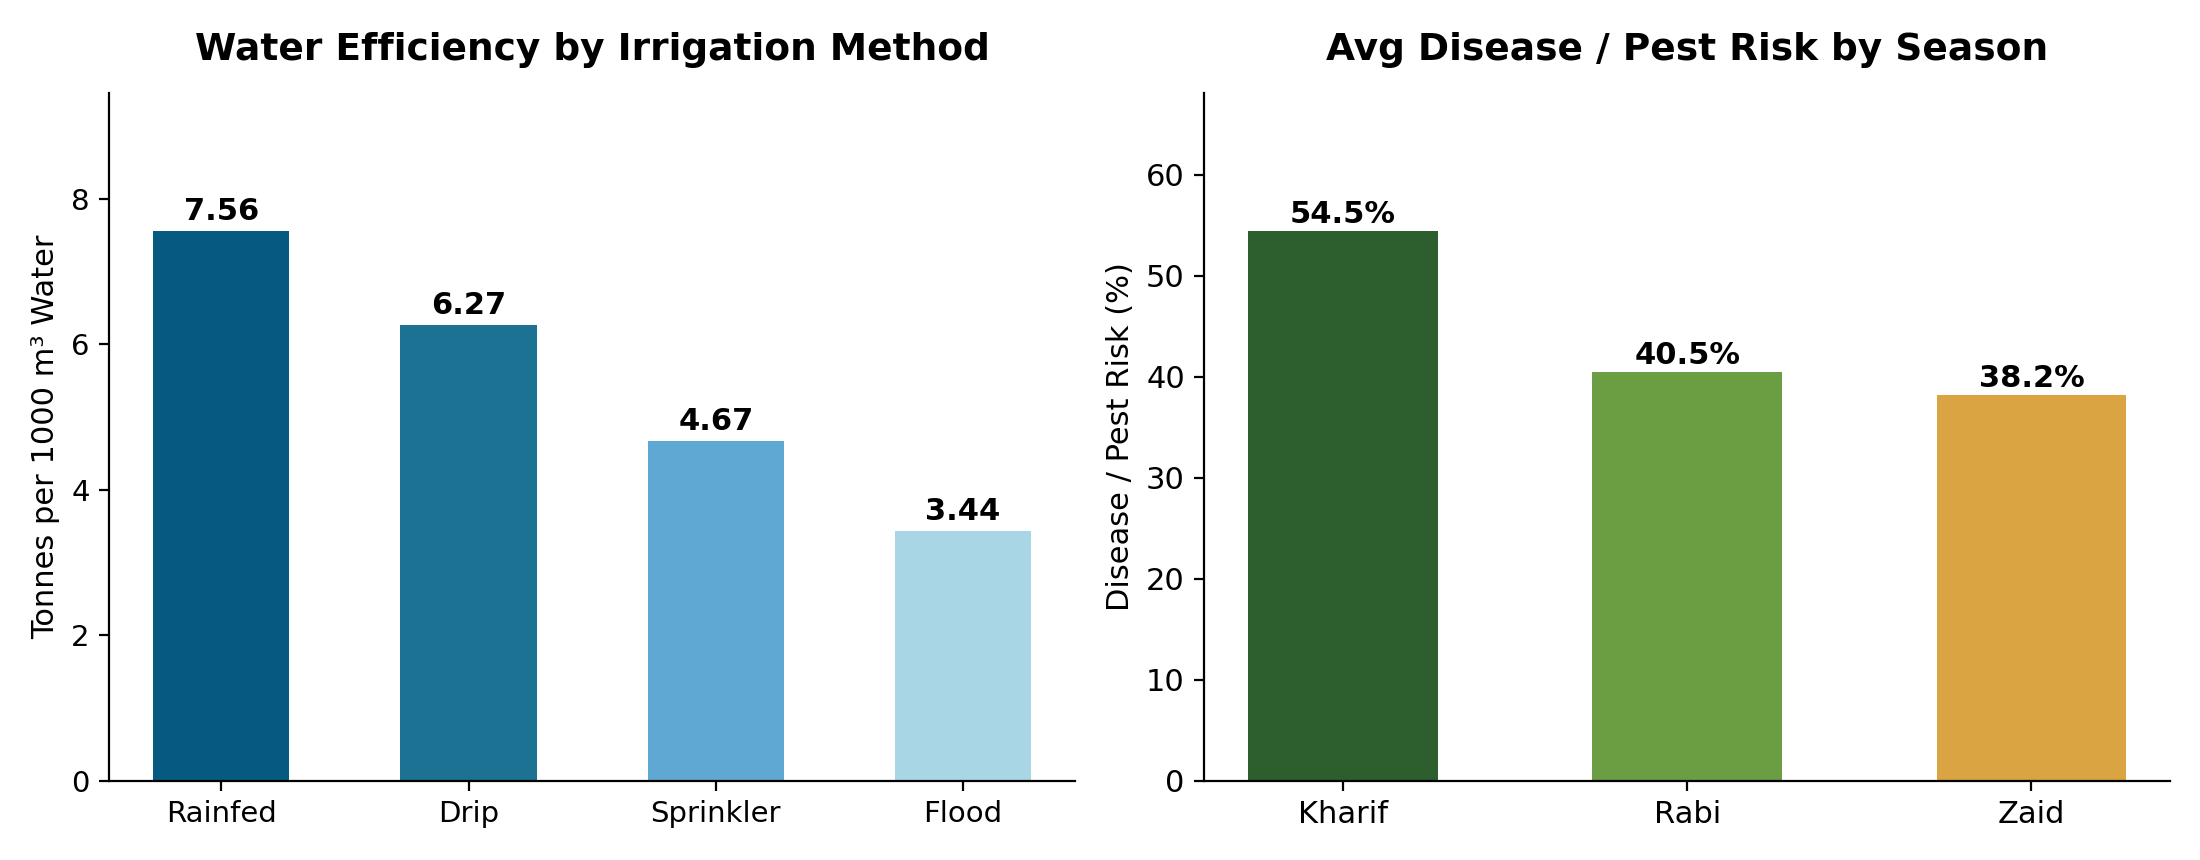 Water Efficiency by Irrigation Method
Tonnes per 1000 m³ Water
8
6
4
2
0
7.56
6.27
4.67
3.44
Rainfed
Drip
Sprinkler
Flood
Avg Disease / Pest Risk by Season
Disease / Pest Risk (%)
60
50
40
30
20
10
0
54.5%
40.5%
38.2%
Kharif
Rabi
Zaid